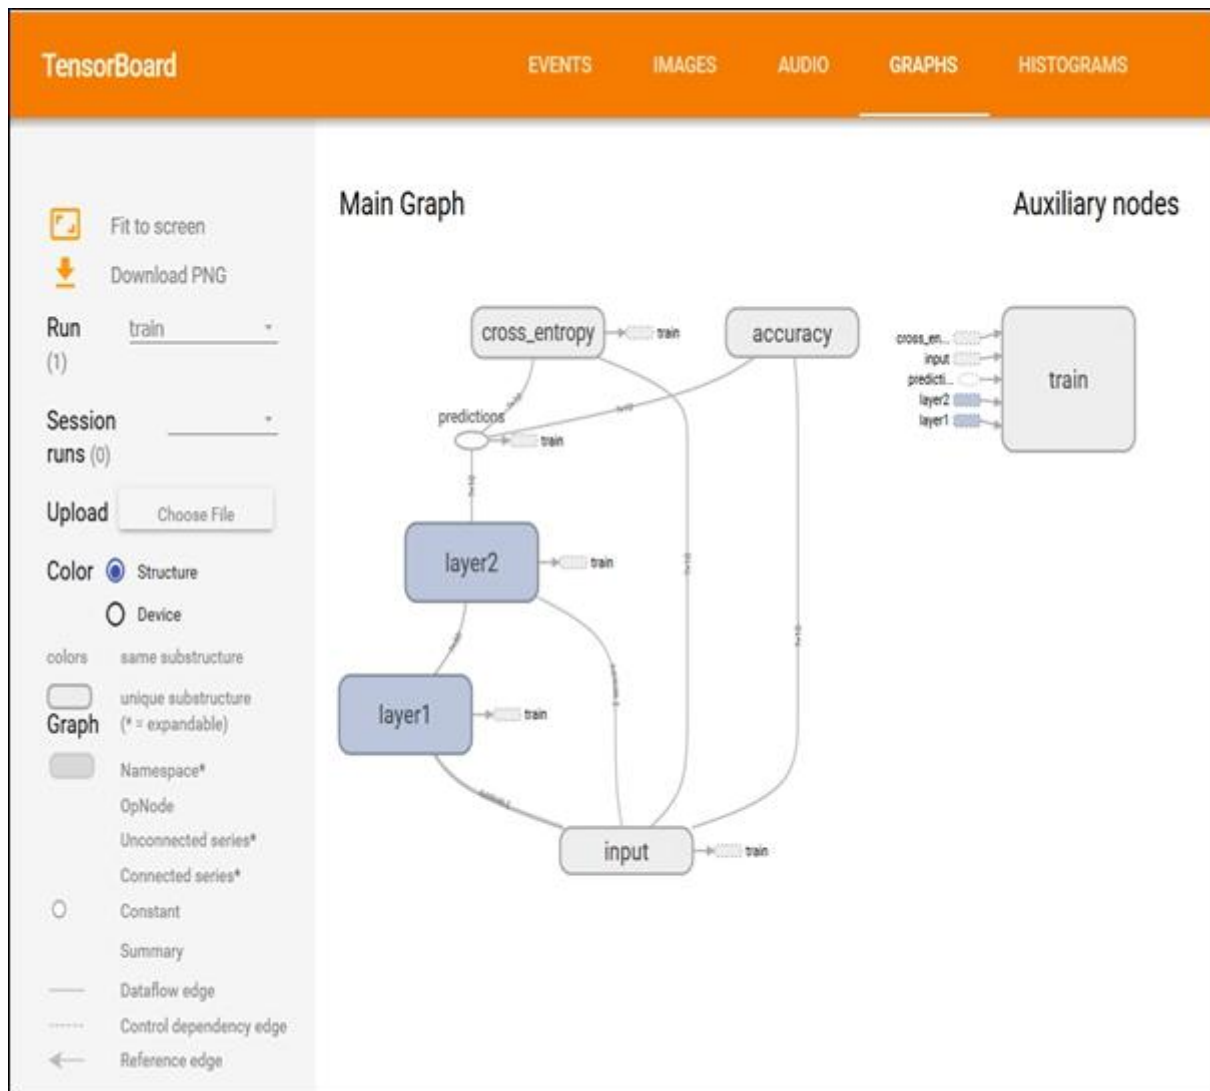 TensorBoard
EVENTS
IMAGES
AUDIO
GRAPHS
HISTOGRAMS
Fit to screen
Download PNG
Run
train
(1)
Session
runs (0)
Upload
Choose File
Color
Structure
Device
colors
same substructure
unique substructure
Graph
(* = expandable)
Namespace*
OpNode
Unconnected series*
Connected series*
Constant
Summary
Dataflow edge
Control dependency edge
Reference edge
Main Graph
cross_entropy
train
accuracy
predictions
train
layer2
train
layer1
train
input
train
Auxiliary nodes
cross_en...
input
predicti...
layer2
layer1
train